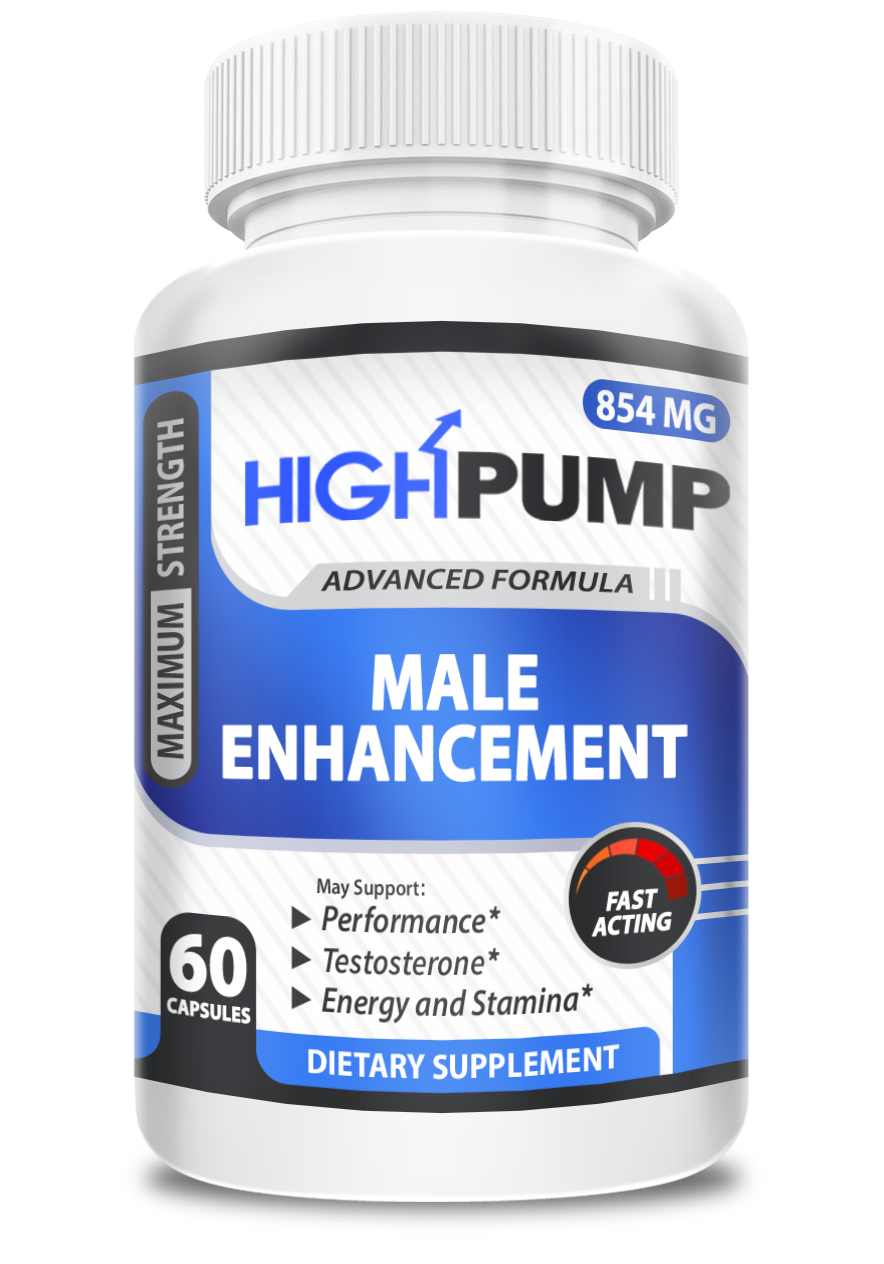 854 MG
HIGHPUMP
ADVANCED FORMULA
MAXIMUM STRENGTH
MALE
ENHANCEMENT
FAST
ACTING
May Support:
Performance*
Testosterone*
Energy and Stamina*
60
CAPSULES
DIETARY SUPPLEMENT